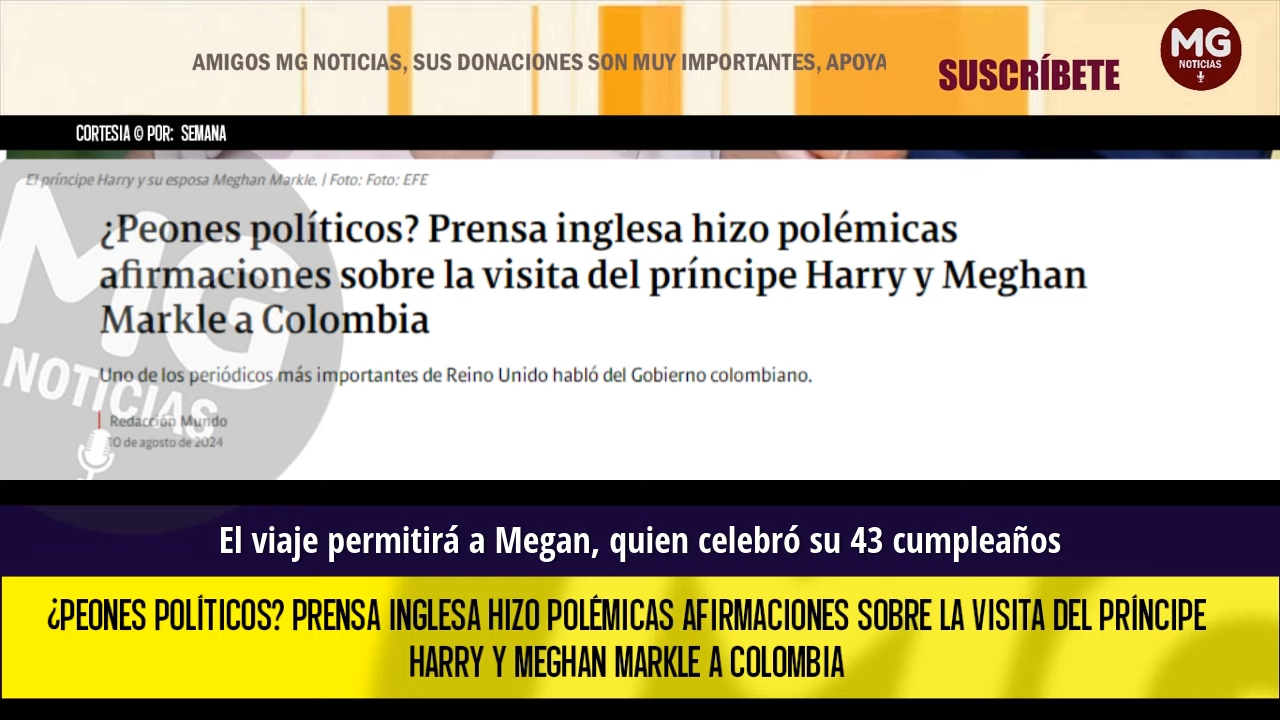 AMIGOS MG NOTICIAS, SUS DONACIONES SON MUY IMPORTANTES, APOYA
SUSCRÍBETE
MG
NOTICIAS
CORTESIA © POR: SEMANA
El príncipe Harry y su esposa Meghan Markle. | Foto: Foto: EFE
¿Peones políticos? Prensa inglesa hizo polémicas
afirmaciones sobre la visita del príncipe Harry y Meghan
Markle a Colombia
Uno de los periódicos más importantes de Reino Unido habló del Gobierno colombiano.
Redacción Mundo
10 de agosto de 2024
MG
NOTICIAS
El viaje permitirá a Megan, quien celebró su 43 cumpleaños
¿PEONES POLÍTICOS? PRENSA INGLESA HIZO POLÉMICAS AFIRMACIONES SOBRE LA VISITA DEL PRÍNCIPE
HARRY Y MEGHAN MARKLE A COLOMBIA